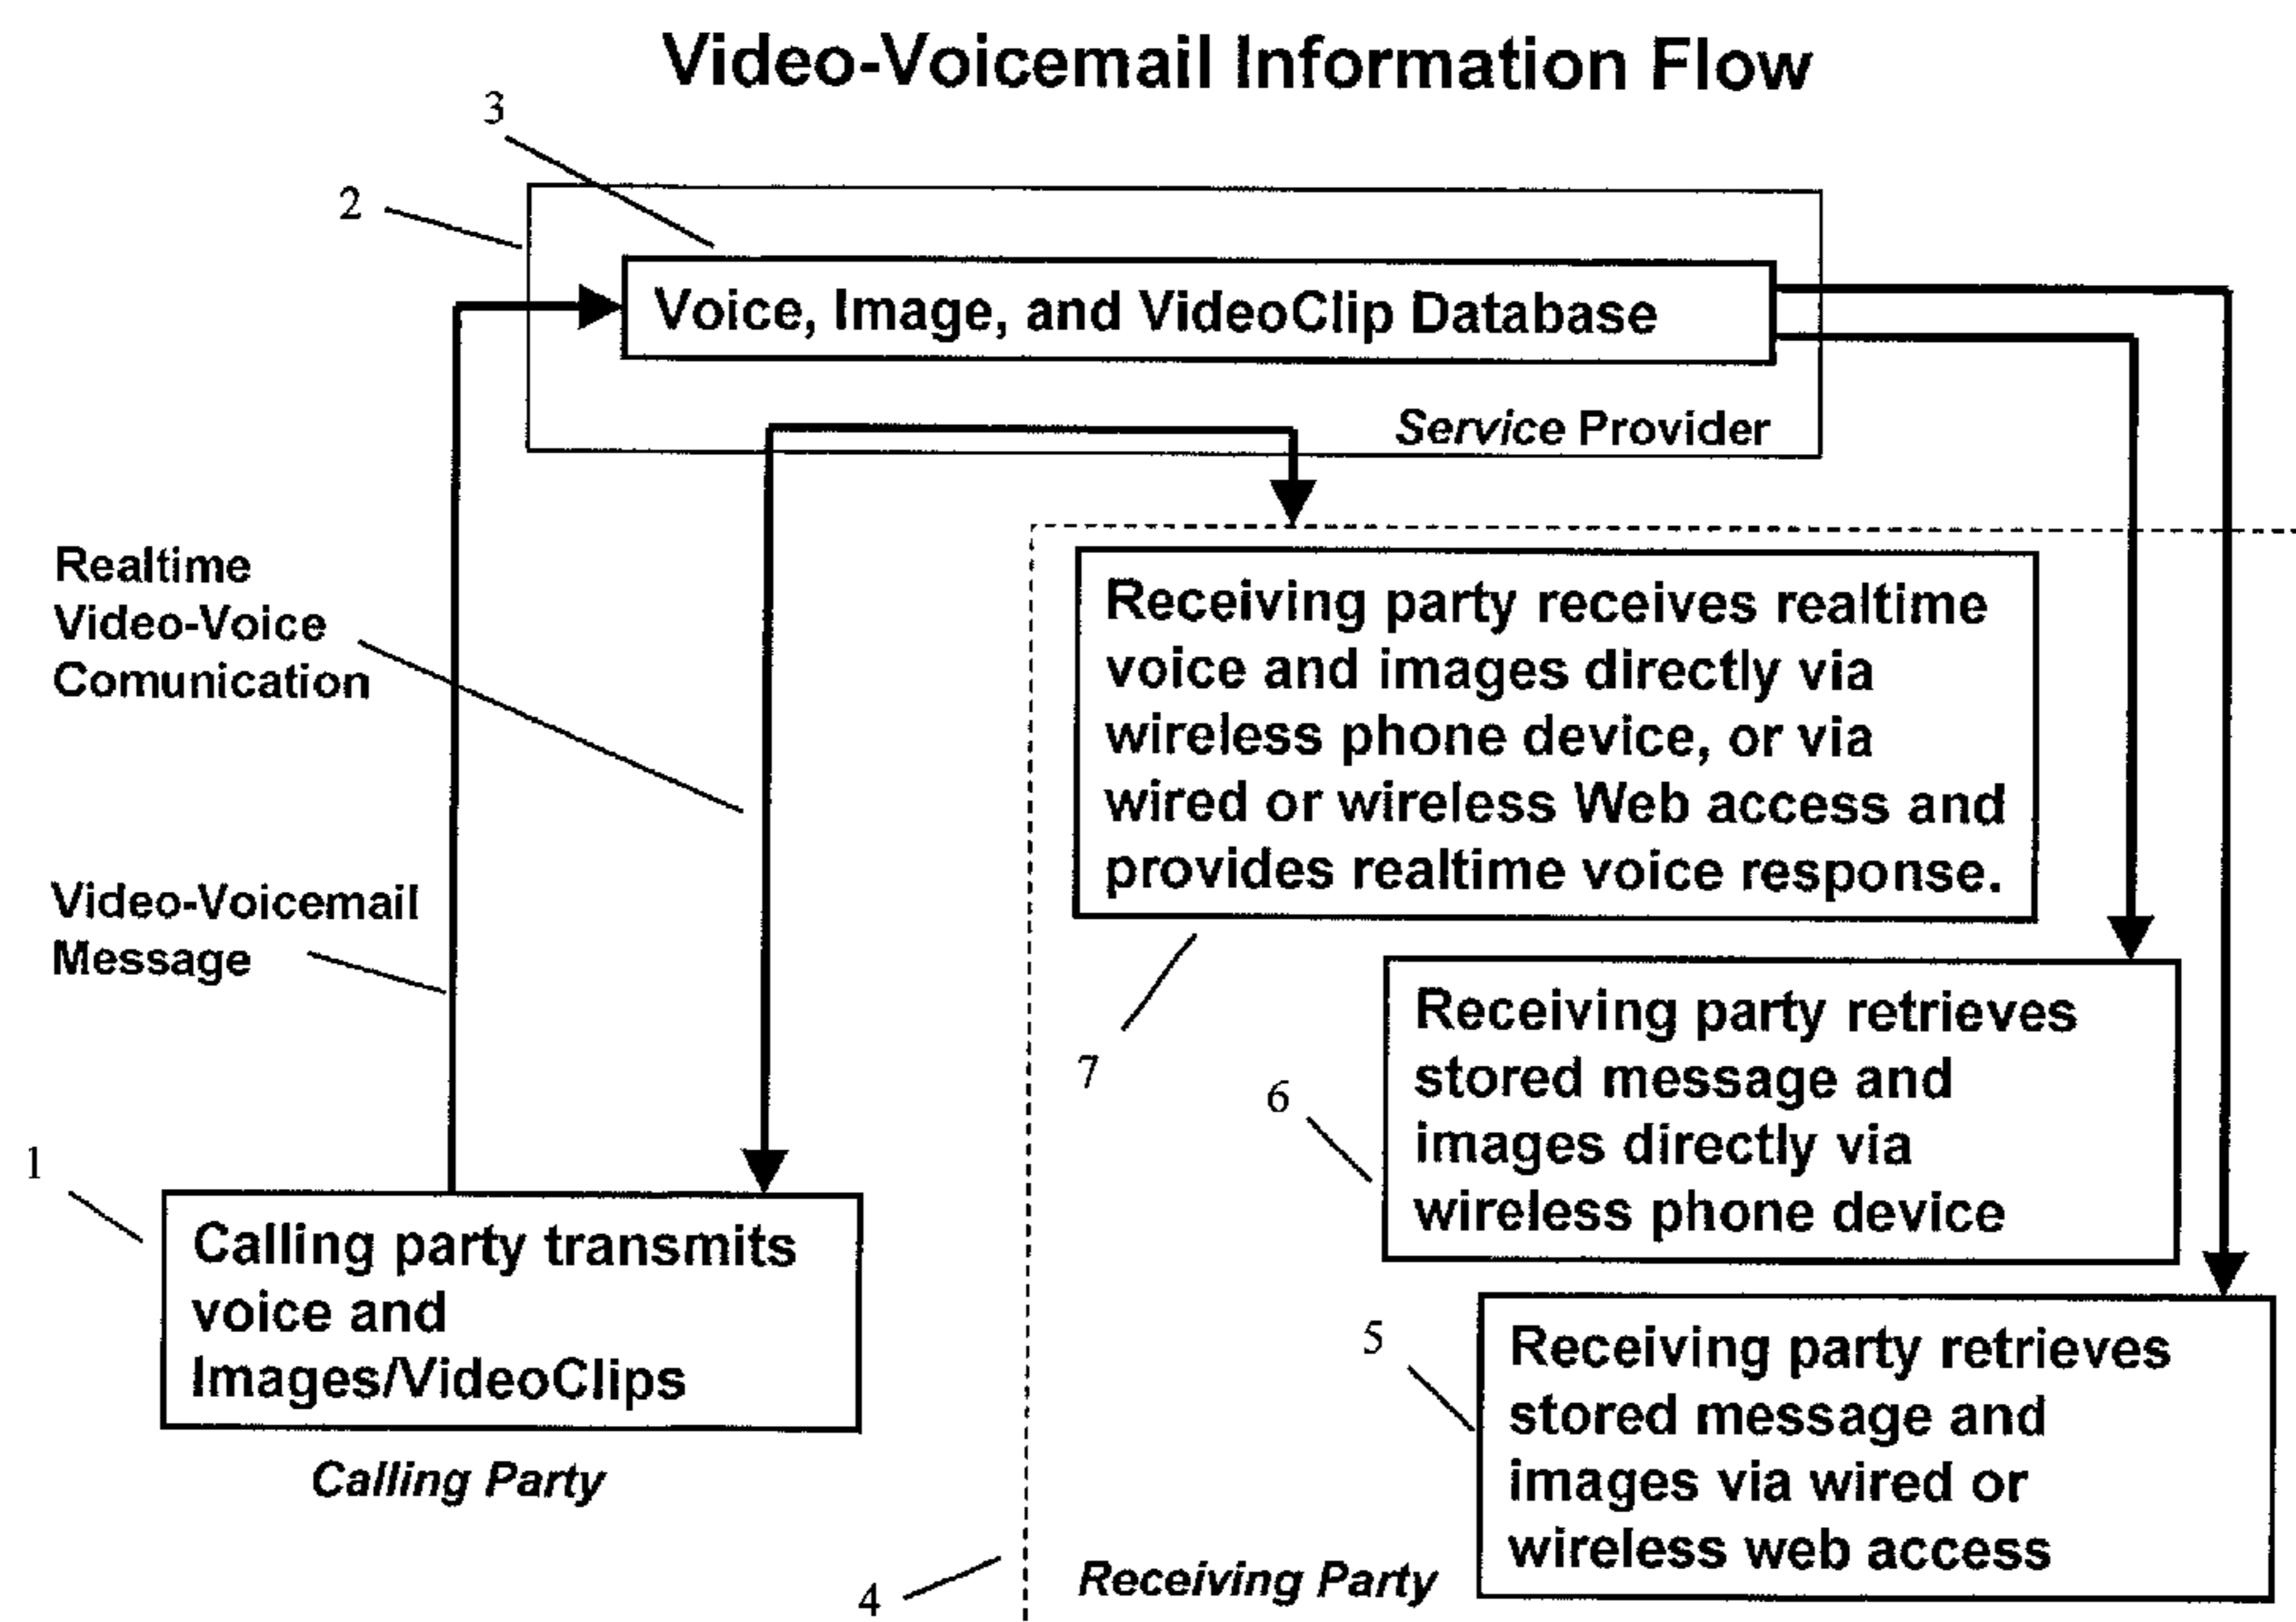 Video-Voicemail Information Flow
3
2
Voice, Image, and VideoClip Database
Service Provider
Realtime
Video-Voice
Comunication
Receiving party receives realtime
voice and images directly via
wireless phone device, or via
wired or wireless Web access and
provides realtime voice response.
Video-Voicemail
Message
7
Receiving party retrieves
stored message and
images directly via
wireless phone device
6
1
Calling party transmits
voice and
Images/VideoClips
Calling Party
5
Receiving party retrieves
stored message and
images via wired or
wireless web access
4
Receiving Party